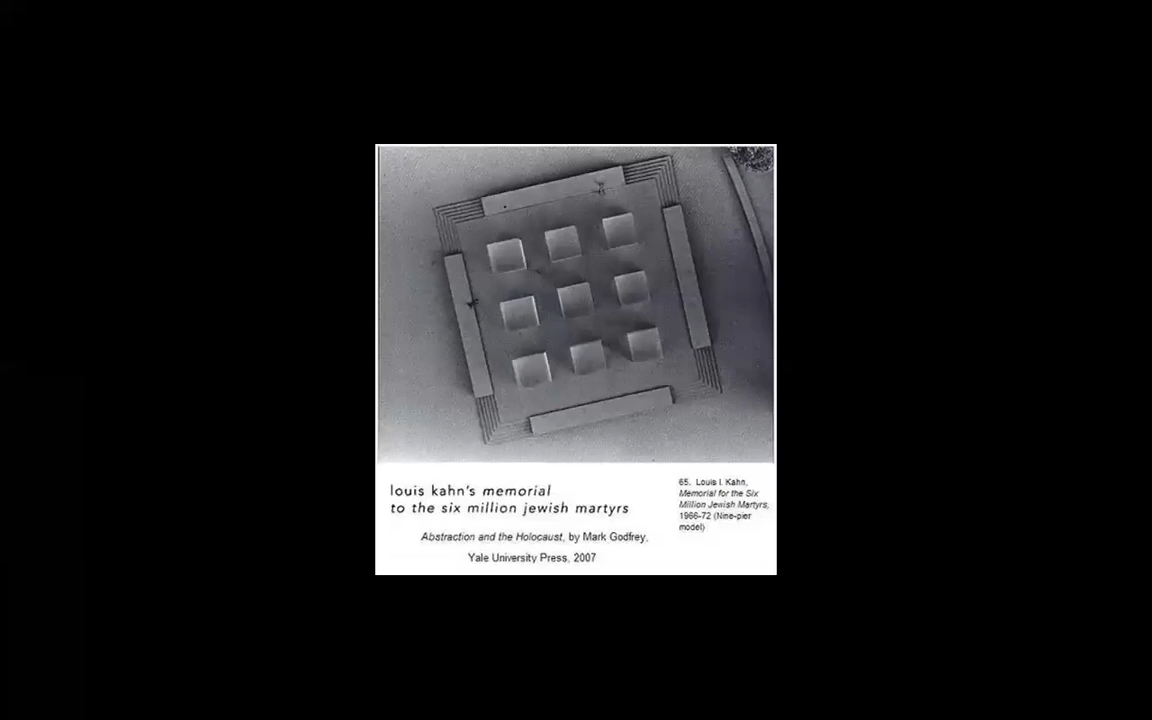 louis kahn's memorial
to the six million jewish martyrs
Abstraction and the Holocaust, by Mark Godfrey,
Yale University Press, 2007
65. Louis I. Kahn,
Memorial for the Six
Million Jewish Martyrs,
1966-72 (Nine-pier
model)